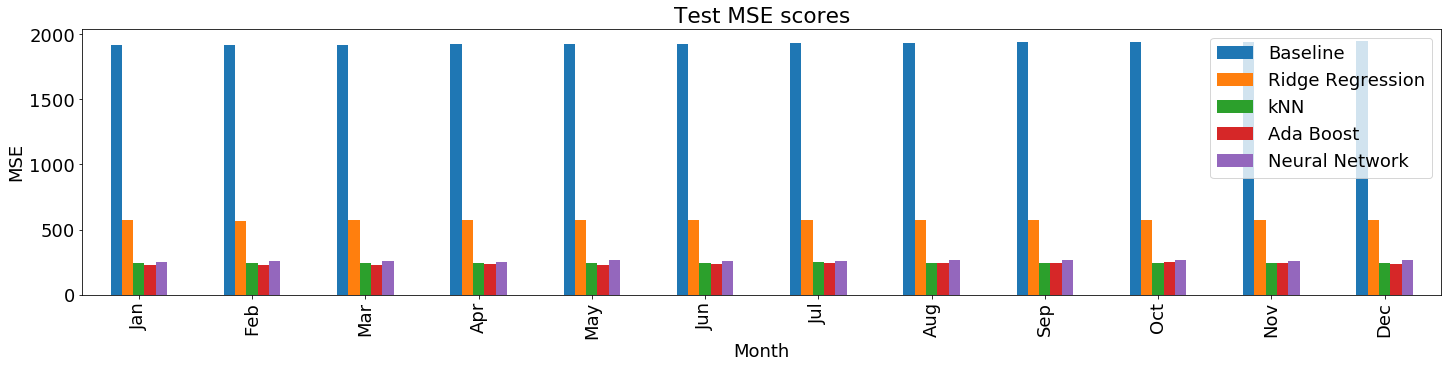 Test MSE scores
2000
1500
1000
500
0
MSE
Baseline
Ridge Regression
kNN
Ada Boost
Neural Network
Jan
Feb
Mar
Apr
May
Jun
Jul
Aug
Sep
Oct
Nov
Dec
Month